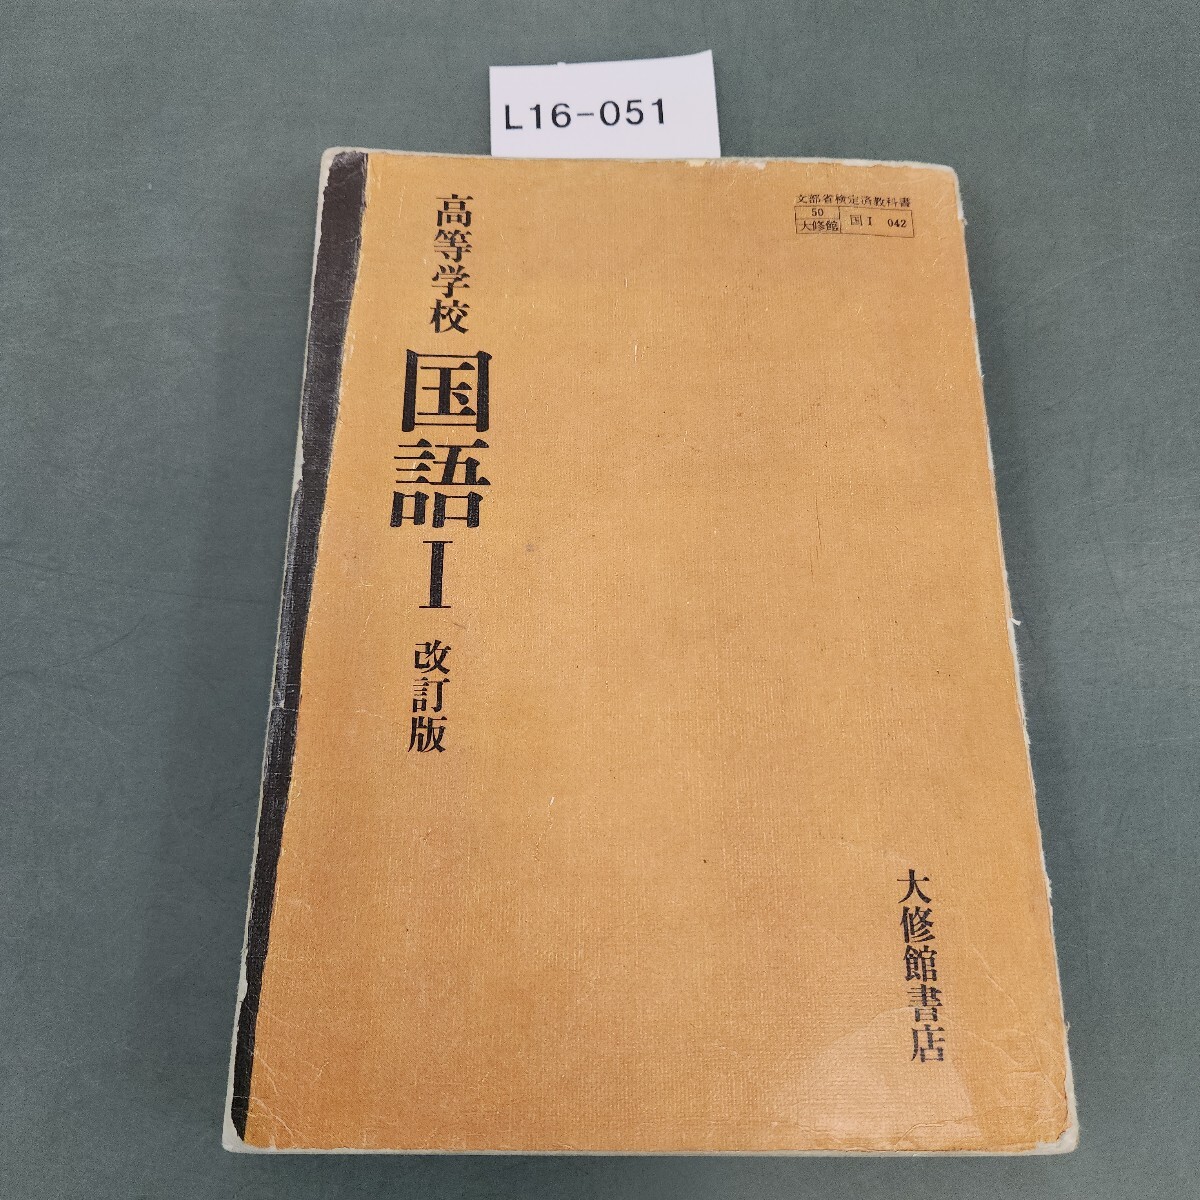 L16-051
文部省検定済教科書
50
大修館
国Ⅰ 042
高等学校
国語Ⅰ
改訂版
大修館書店